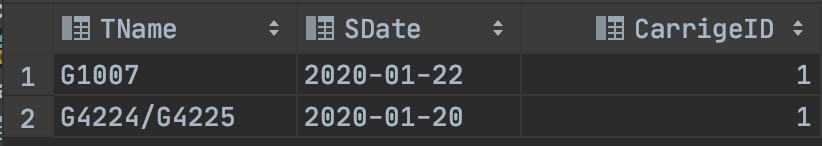 TName SDate CarrigeID
1 G1007 2020-01-22 1
2 G4224/G4225 2020-01-20 1